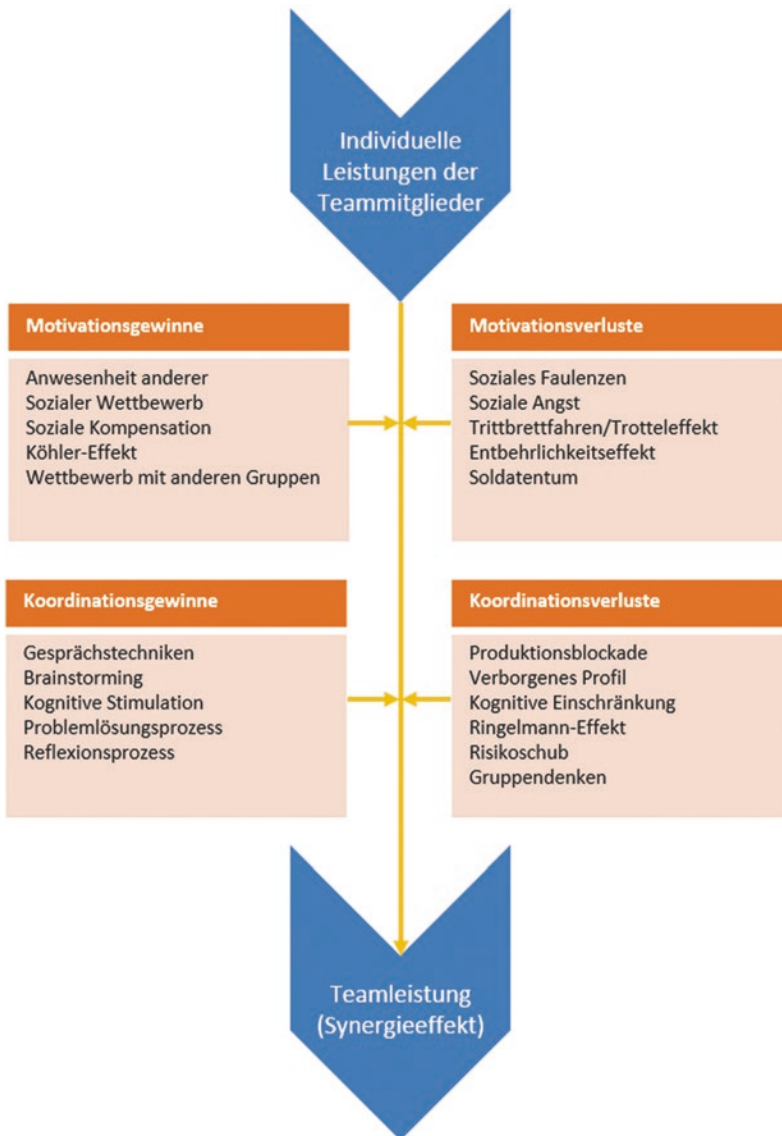 Individuelle
Leistungen der
Teammitglieder
Motivationsgewinne
Anwesenheit anderer
Sozialer Wettbewerb
Soziale Kompensation
Köhler-Effekt
Wettbewerb mit anderen Gruppen
Motivationsverluste
Soziales Faulenzen
Soziale Angst
Trittbrettfahren/Trotteleffekt
Entbehrlichkeitseffekt
Soldatentum
Koordinationsgewinne
Gesprächstechniken
Brainstorming
Kognitive Stimulation
Problemlösungsprozess
Reflexionsprozess
Koordinationsverluste
Produktionsblockade
Verborgenes Profil
Kognitive Einschränkung
Ringelmann-Effekt
Risikoschub
Gruppendenken
Teamleistung
(Synergieeffekt)